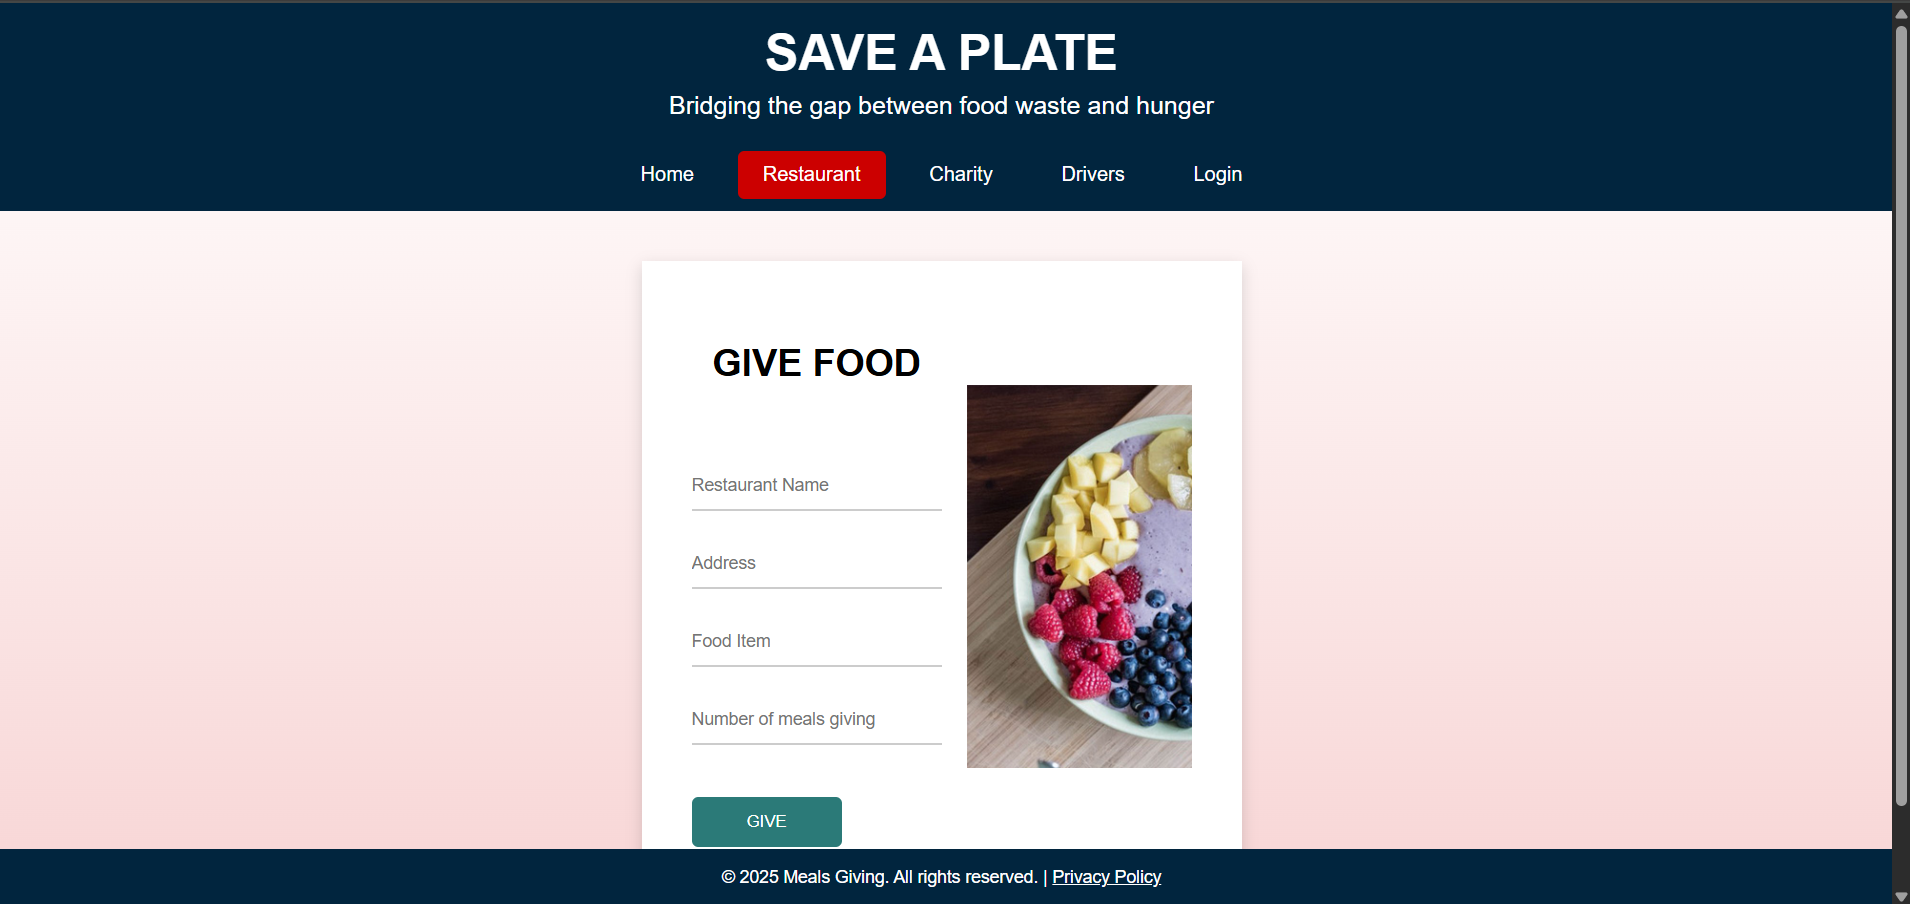 SAVE A PLATE
Bridging the gap between food waste and hunger
Home Restaurant Charity Drivers Login
GIVE FOOD
Restaurant Name
Address
Food Item
Number of meals giving
GIVE
© 2025 Meals Giving. All rights reserved. | Privacy Policy